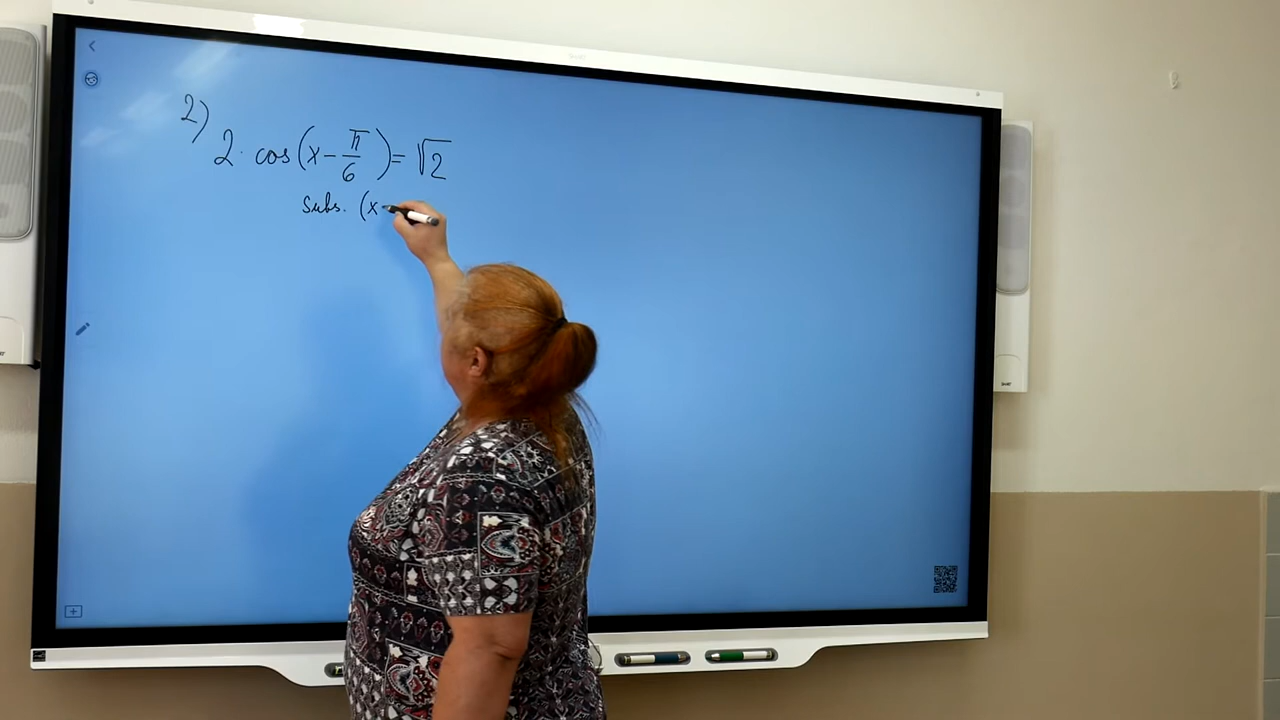 2)
2 · cos(x - π/6) = √2
Subs. (x -